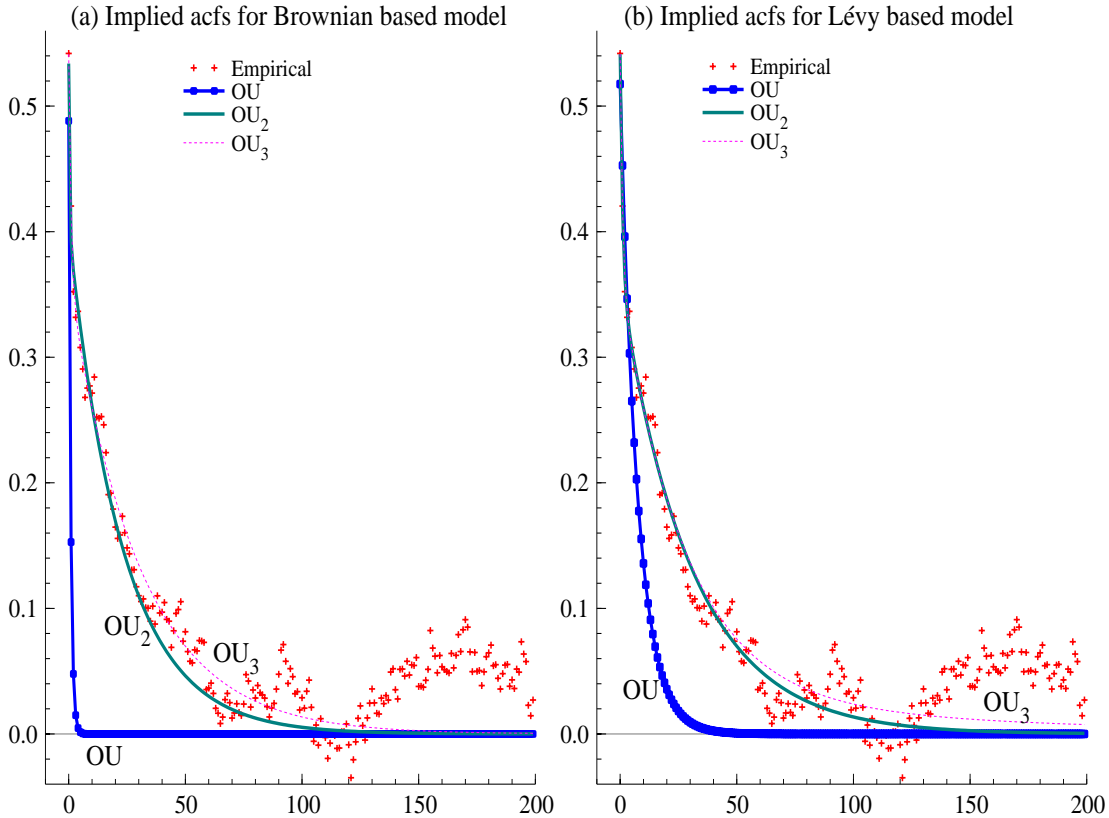 (a) Implied acfs for Brownian based model
Empirical
OU
OU₂
OU₃
0.5
0.4
0.3
0.2
0.1
0.0
OU₂
OU₃
OU
0
50
100
150
200
(b) Implied acfs for Lévy based model
Empirical
OU
OU₂
OU₃
0.5
0.4
0.3
0.2
0.1
0.0
OU
OU₃
0
50
100
150
200